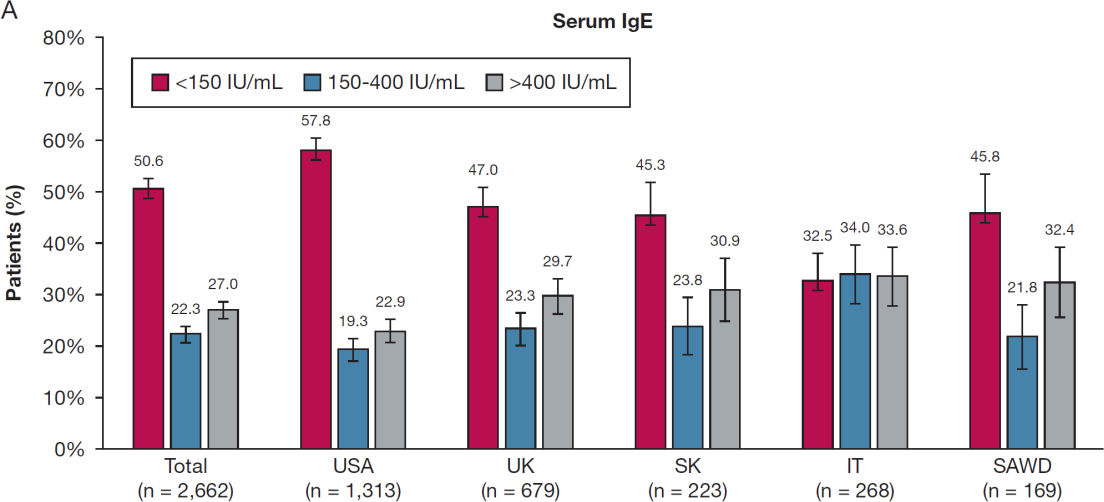 A
Serum IgE
80%
70%
60%
50%
40%
30%
20%
10%
0%
Patients (%)
<150 IU/mL 150-400 IU/mL >400 IU/mL
50.6 22.3 27.0
57.8 19.3 22.9
47.0 23.3 29.7
45.3 23.8 30.9
32.5 34.0 33.6
45.8 21.8 32.4
Total USA UK SK IT SAWD
(n = 2,662) (n = 1,313) (n = 679) (n = 223) (n = 268) (n = 169)